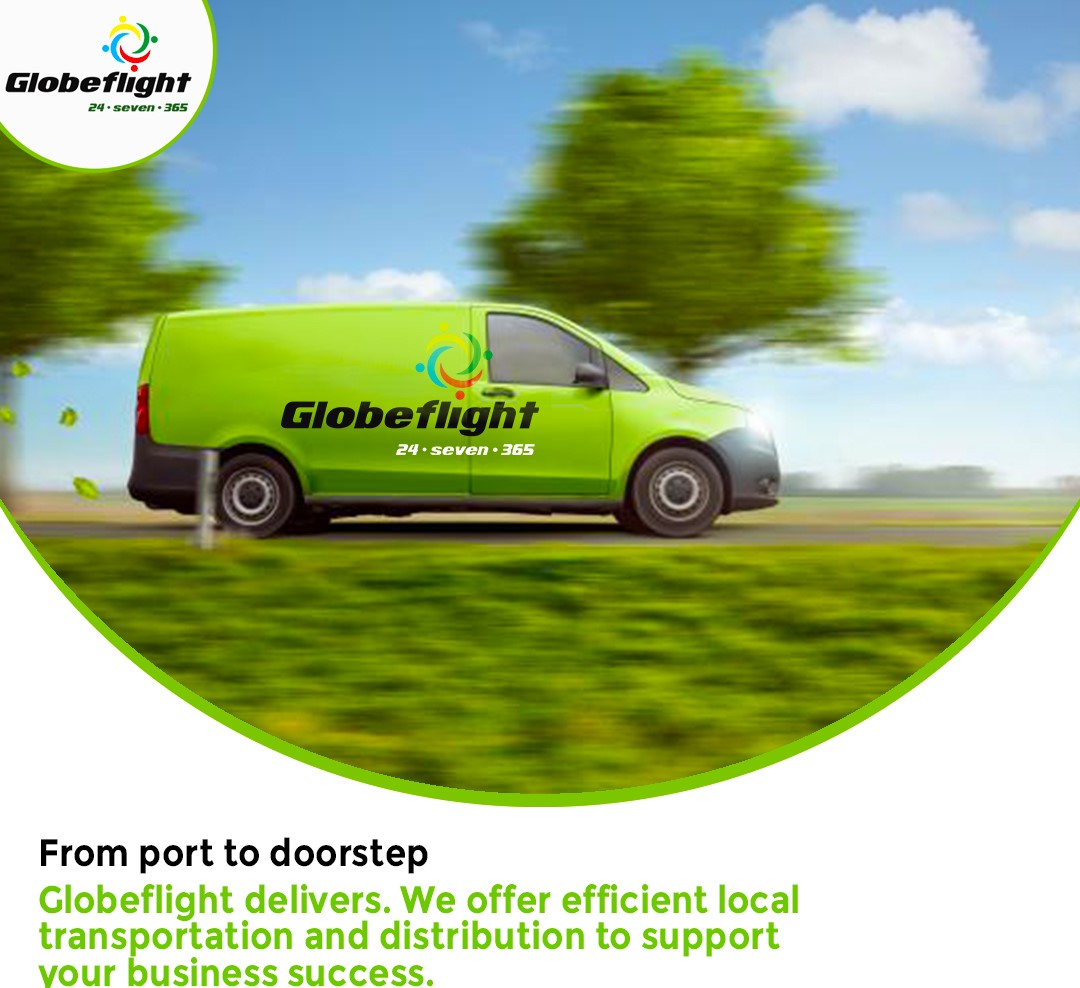 Globeflight
24 · seven · 365
Globeflight
24 · seven · 365
From port to doorstep
Globeflight delivers. We offer efficient local
transportation and distribution to support
your business success.